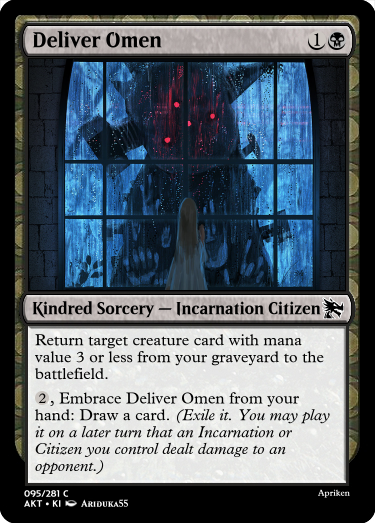 Deliver Omen 1
Kindred Sorcery — Incarnation Citizen
Return target creature card with mana
value 3 or less from your graveyard to the
battlefield.
2, Embrace Deliver Omen from your
hand: Draw a card. (Exile it. You may play
it on a later turn that an Incarnation or
Citizen you control dealt damage to an
opponent.)
095/281 C Apriken
AKT • KI Ariduka55